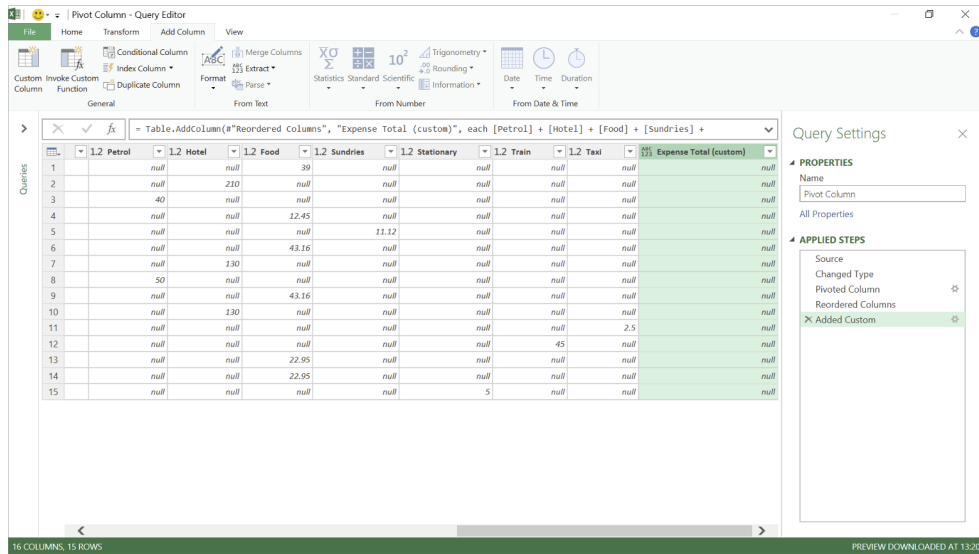 Pivot Column - Query Editor
File Home Transform Add Column View
Custom Column
Invoke Custom Function
Conditional Column
Index Column
Duplicate Column
General
Format
Merge Columns
Extract
Parse
From Text
Statistics
Standard
Scientific
Trigonometry
Rounding
Information
From Number
Date
Time
Duration
From Date & Time
= Table.AddColumn(#"Reordered Columns", "Expense Total (custom)", each [Petrol] + [Hotel] + [Food] + [Sundries] +
Queries
1.2 Petrol 1.2 Hotel 1.2 Food 1.2 Sundries 1.2 Stationary 1.2 Train 1.2 Taxi ABC 123 Expense Total (custom)
1 null null 39 null null null null null
2 null 210 null null null null null null
3 40 null null null null null null null
4 null null 12.45 null null null null null
5 null null null 11.12 null null null null
6 null null 43.16 null null null null null
7 null 130 null null null null null null
8 50 null null null null null null null
9 null null 43.16 null null null null null
10 null 130 null null null null null null
11 null null null null null null 2.5 null
12 null null null null null 45 null null
13 null null 22.95 null null null null null
14 null null 22.95 null null null null null
15 null null null null 5 null null null
Query Settings
PROPERTIES
Name
Pivot Column
All Properties
APPLIED STEPS
Source
Changed Type
Pivoted Column
Reordered Columns
Added Custom
16 COLUMNS, 15 ROWS
PREVIEW DOWNLOADED AT 13:20